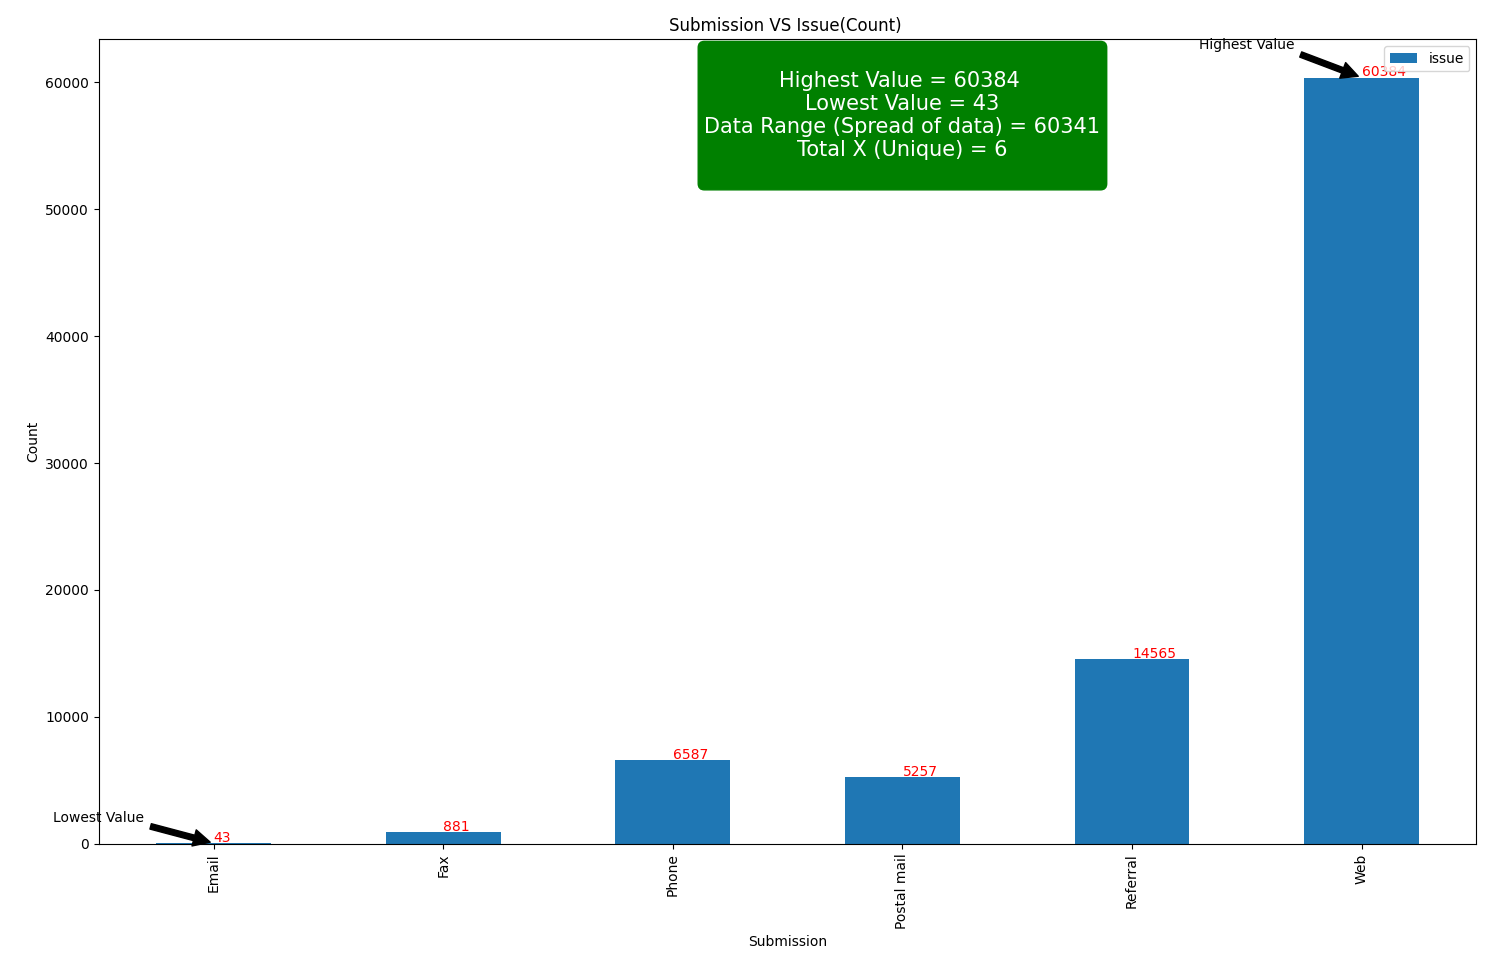 Submission VS Issue(Count)
Highest Value
issue
60384
Highest Value = 60384
Lowest Value = 43
Data Range (Spread of data) = 60341
Total X (Unique) = 6
60000
50000
40000
30000
20000
10000
0
Count
14565
6587
5257
881
43
Lowest Value
Email
Fax
Phone
Postal mail
Referral
Web
Submission